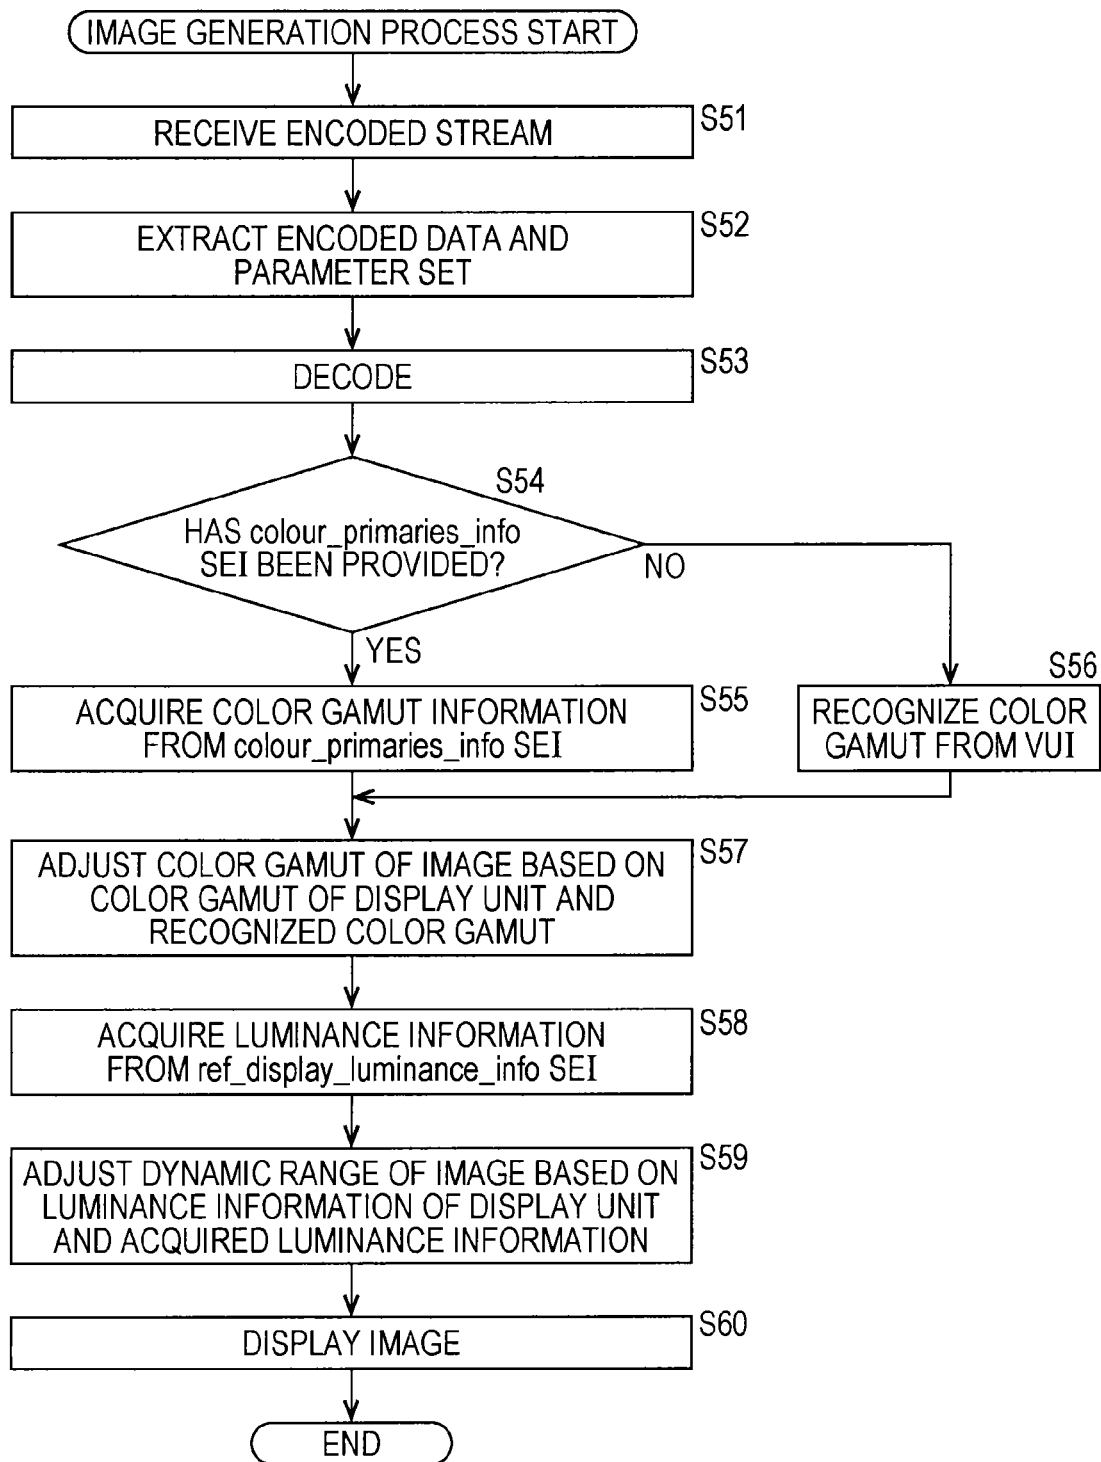 IMAGE GENERATION PROCESS START
S51
RECEIVE ENCODED STREAM
S52
EXTRACT ENCODED DATA AND
PARAMETER SET
S53
DECODE
S54
HAS colour_primaries_info
SEI BEEN PROVIDED?
NO
YES
S55
ACQUIRE COLOR GAMUT INFORMATION
FROM colour_primaries_info SEI
S56
RECOGNIZE COLOR
GAMUT FROM VUI
S57
ADJUST COLOR GAMUT OF IMAGE BASED ON
COLOR GAMUT OF DISPLAY UNIT AND
RECOGNIZED COLOR GAMUT
S58
ACQUIRE LUMINANCE INFORMATION
FROM ref_display_luminance_info SEI
S59
ADJUST DYNAMIC RANGE OF IMAGE BASED ON
LUMINANCE INFORMATION OF DISPLAY UNIT
AND ACQUIRED LUMINANCE INFORMATION
S60
DISPLAY IMAGE
END